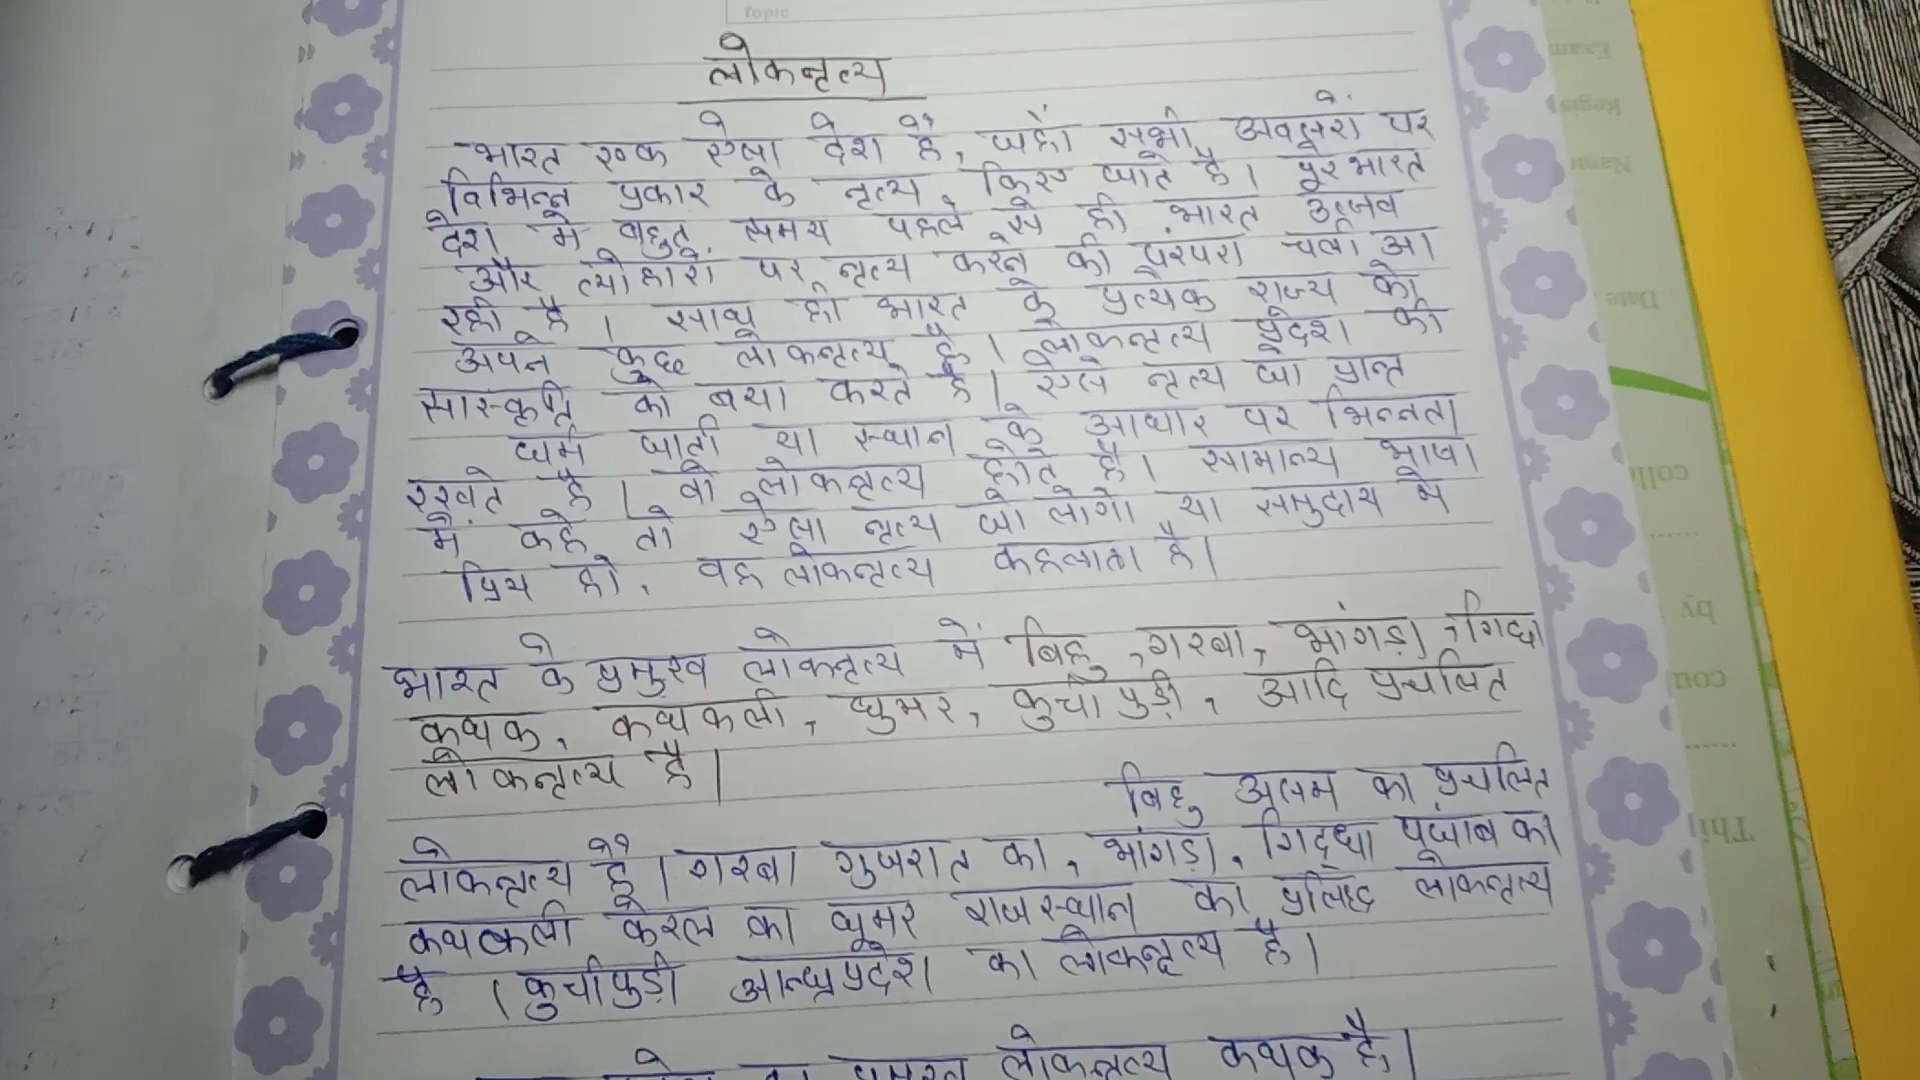 Topic
लोकनृत्य
भारत एक ऐसा देश है, जहाँ सभी अवसरों पर
विभिन्न प्रकार के नृत्य किए जाते है। पूरे भारत
देश में बहुत समय पहले से ही भारत उत्सव
और त्योहारों पर नृत्य करने की परंपरा चली आ
रही है। साथ ही भारत के प्रत्येक राज्य की
अपने कुछ लोकनृत्य है। लोकनृत्य प्रदेश की
सांस्कृति को बया करते है। ऐसे नृत्य जो प्रान्त
धर्म जाती या स्थान के आधार पर भिन्नता
रखते है। वो लोकनृत्य होते है। सामान्य भाषा
में कहे तो ऐसा नृत्य जो लोगो या समुदाय में
प्रिय हो, वह लोकनृत्य कहलाता है।
भारत के प्रमुख लोकनृत्य में बिहु, गरबा, भांगड़ा, गिद्धा
कथक, कथकली, घुमर, कुचीपुड़ी, आदि प्रचलित
लोकनृत्य है।
बिहु असम का प्रचलित
लोकनृत्य है। गरबा गुजरात का, भांगड़ा, गिद्धा पंजाब का
कथकली केरल का घूमर राजस्थान का प्रसिद्ध लोकनृत्य
है। कुचीपुड़ी आन्ध्रप्रदेश का लोकनृत्य है।
लोकनृत्य कथक है।